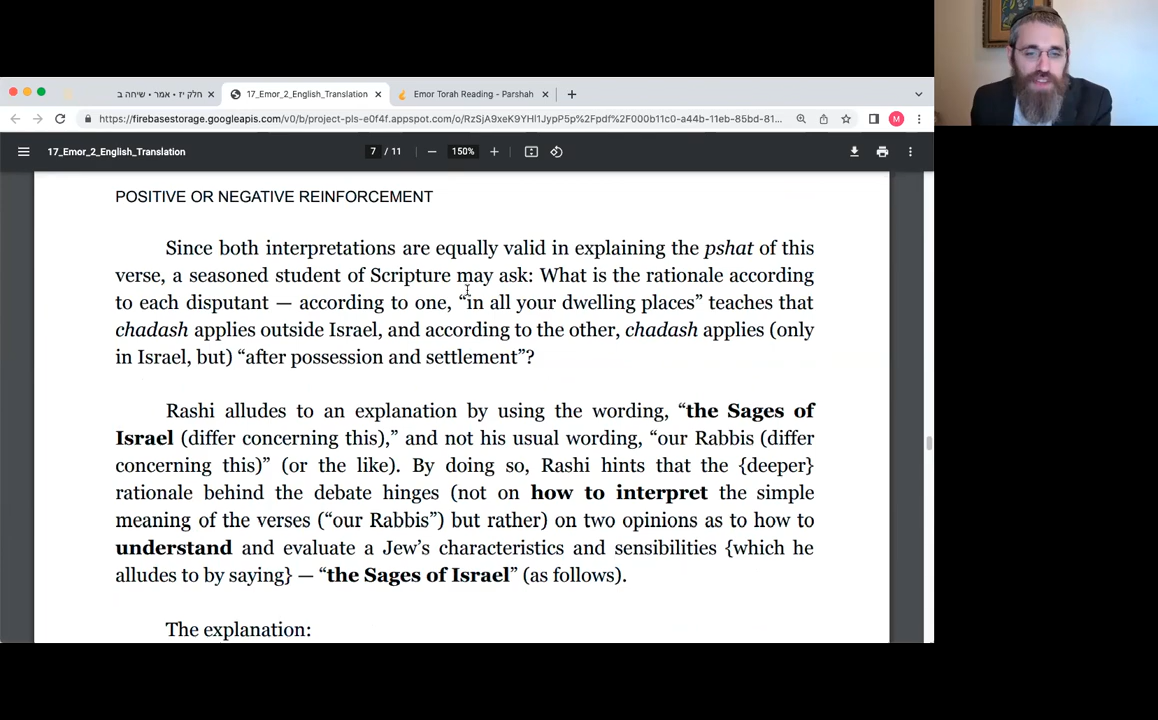 חלק יז • אמר • שיחה ב
17_Emor_2_English_Translation
Emor Torah Reading - Parshah
https://firebasestorage.googleapis.com/v0/b/project-pls-e0f4f.appspot.com/o/RzSjA9xeK9YHI1JypP5p%2Fpdf%2F000b11c0-a44b-11eb-85bd-81...
M
17_Emor_2_English_Translation
7 / 11
150%
POSITIVE OR NEGATIVE REINFORCEMENT
Since both interpretations are equally valid in explaining the pshat of this
verse, a seasoned student of Scripture may ask: What is the rationale according
to each disputant — according to one, “in all your dwelling places” teaches that
chadash applies outside Israel, and according to the other, chadash applies (only
in Israel, but) “after possession and settlement”?
Rashi alludes to an explanation by using the wording, “the Sages of
Israel (differ concerning this),” and not his usual wording, “our Rabbis (differ
concerning this)” (or the like). By doing so, Rashi hints that the {deeper}
rationale behind the debate hinges (not on how to interpret the simple
meaning of the verses (“our Rabbis”) but rather) on two opinions as to how to
understand and evaluate a Jew’s characteristics and sensibilities {which he
alludes to by saying} — “the Sages of Israel” (as follows).
The explanation: